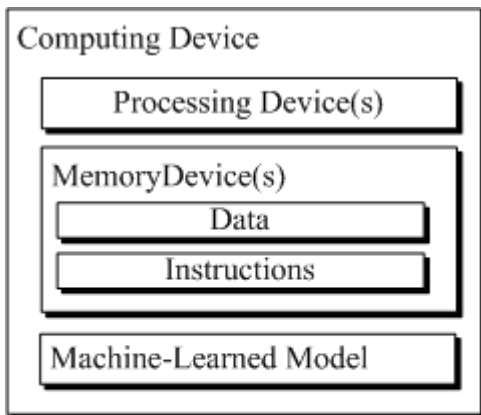 Computing Device
Processing Device(s)
MemoryDevice(s)
Data
Instructions
Machine-Learned Model